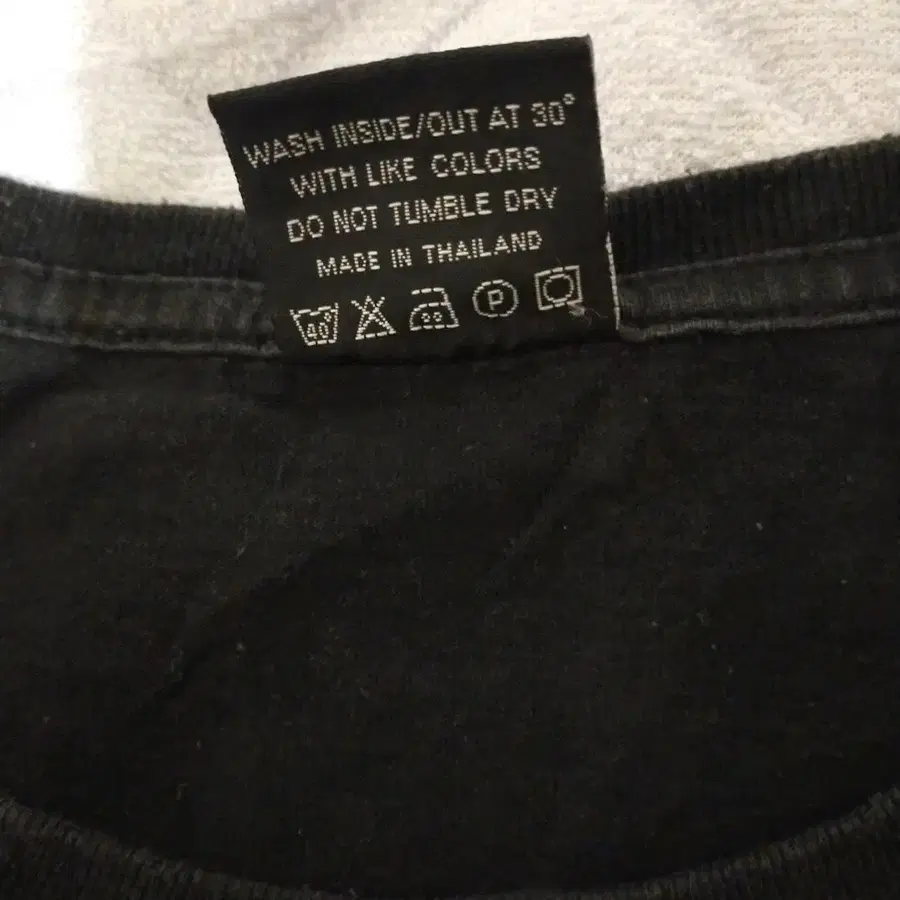 WASH INSIDE/OUT AT 30°
WITH LIKE COLORS
DO NOT TUMBLE DRY
MADE IN THAILAND
40° P